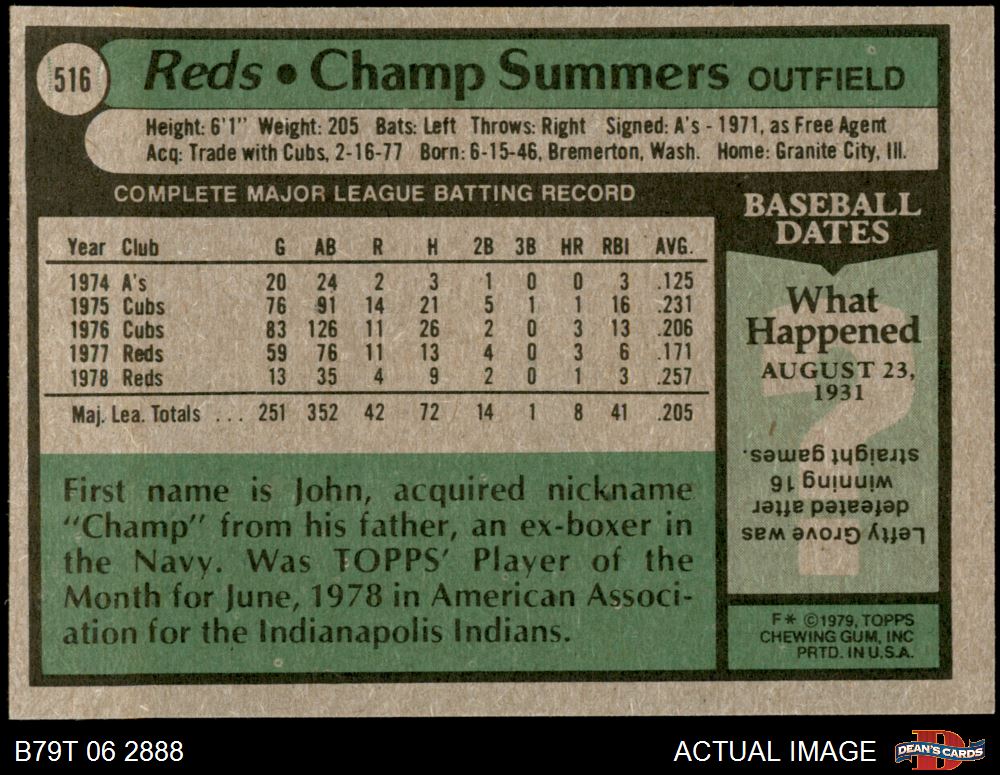 516
Reds • Champ Summers OUTFIELD
Height: 6'1" Weight: 205 Bats: Left Throws: Right Signed: A's - 1971, as Free Agent
Acq: Trade with Cubs, 2-16-77 Born: 6-15-46, Bremerton, Wash. Home: Granite City, Ill.
COMPLETE MAJOR LEAGUE BATTING RECORD
Year Club G AB R H 2B 3B HR RBI AVG.
1974 A's 20 24 2 3 1 0 0 3 .125
1975 Cubs 76 91 14 21 5 1 1 16 .231
1976 Cubs 83 126 11 26 2 0 3 13 .206
1977 Reds 59 76 11 13 4 0 3 6 .171
1978 Reds 13 35 4 9 2 0 1 3 .257
Maj. Lea. Totals ... 251 352 42 72 14 1 8 41 .205
First name is John, acquired nickname
"Champ" from his father, an ex-boxer in
the Navy. Was TOPPS' Player of the
Month for June, 1978 in American Associ-
ation for the Indianapolis Indians.
BASEBALL
DATES
What
Happened
AUGUST 23,
1931
Lefty Grove was
defeated after
winning 16
straight games.
F* ©1979, TOPPS
CHEWING GUM, INC
PRTD. IN U.S.A.
B79T 06 2888
ACTUAL IMAGE
D
DEAN'S CARDS